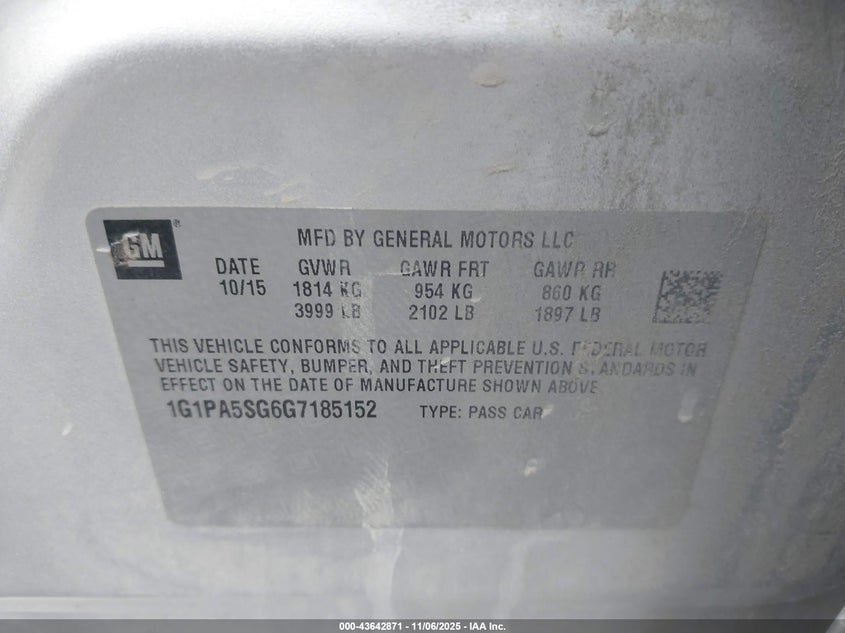 GM®
MFD BY GENERAL MOTORS LLC
DATE GVWR GAWR FRT GAWR RR
10/15 1814 KG 954 KG 860 KG
3999 LB 2102 LB 1897 LB
THIS VEHICLE CONFORMS TO ALL APPLICABLE U.S. FEDERAL MOTOR
VEHICLE SAFETY, BUMPER, AND THEFT PREVENTION STANDARDS IN
EFFECT ON THE DATE OF MANUFACTURE SHOWN ABOVE.
1G1PA5SG6G7185152 TYPE: PASS CAR
000-43642871 - 11/06/2025 - IAA Inc.